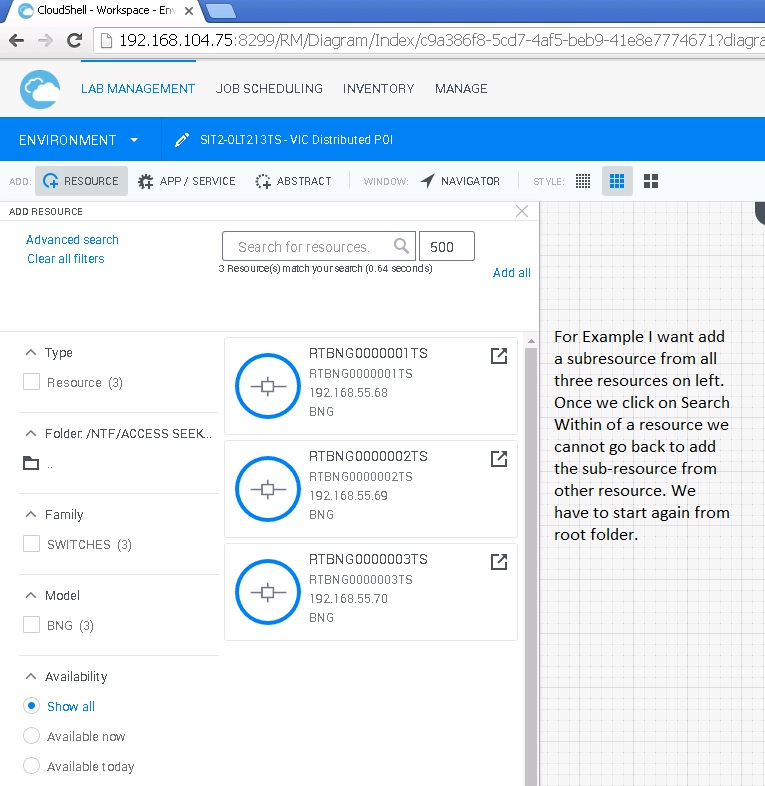 CloudShell - Workspace - Env
192.168.104.75:8299/RM/Diagram/Index/c9a386f8-5cd7-4af5-beb9-41e8e7774671?diagra
LAB MANAGEMENT JOB SCHEDULING INVENTORY MANAGE
ENVIRONMENT SIT2-0LT213TS - VIC Distributed POI
ADD: RESOURCE APP / SERVICE ABSTRACT WINDOW: NAVIGATOR STYLE:
ADD RESOURCE
Advanced search
Clear all filters
Search for resources. 500
3 Resource(s) match your search (0.64 seconds)
Add all
Type
Resource (3)
Folder: /NTF/ACCESS SEEK...
..
Family
SWITCHES (3)
Model
BNG (3)
Availability
Show all
Available now
Available today
RTBNG0000001TS
RTBNG0000001TS
192.168.55.68
BNG
RTBNG0000002TS
RTBNG0000002TS
192.168.55.69
BNG
RTBNG0000003TS
RTBNG0000003TS
192.168.55.70
BNG
For Example I want add
a subresource from all
three resources on left.
Once we click on Search
Within of a resource we
cannot go back to add
the sub-resource from
other resource. We
have to start again from
root folder.